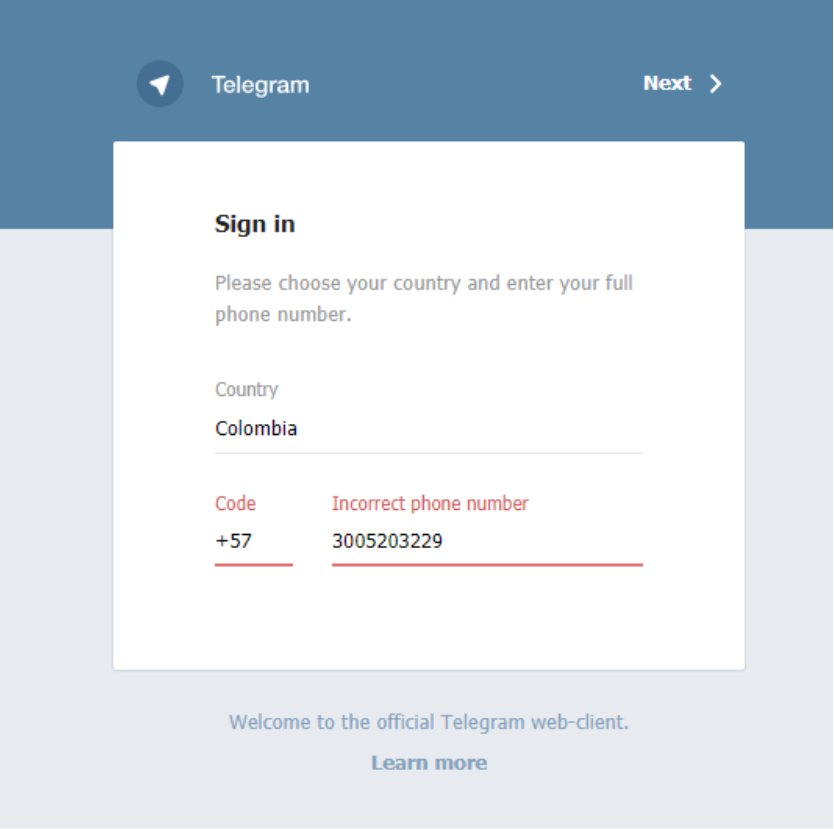 Telegram
Next
Sign in
Please choose your country and enter your full
phone number.
Country
Colombia
Code
Incorrect phone number
+57
3005203229
Welcome to the official Telegram web-client.
Learn more